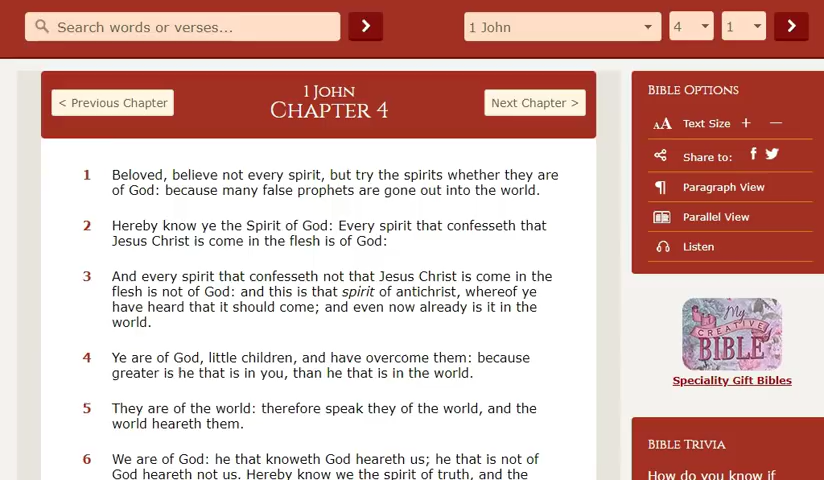 Search words or verses...
1 John
4
1
1 John
Chapter 4
< Previous Chapter
Next Chapter >
1 Beloved, believe not every spirit, but try the spirits whether they are
of God: because many false prophets are gone out into the world.
2 Hereby know ye the Spirit of God: Every spirit that confesseth that
Jesus Christ is come in the flesh is of God:
3 And every spirit that confesseth not that Jesus Christ is come in the
flesh is not of God: and this is that spirit of antichrist, whereof ye
have heard that it should come; and even now already is it in the
world.
4 Ye are of God, little children, and have overcome them: because
greater is he that is in you, than he that is in the world.
5 They are of the world: therefore speak they of the world, and the
world heareth them.
6 We are of God: he that knoweth God heareth us; he that is not of
God heareth not us. Hereby know we the spirit of truth, and the
Bible Options
AA Text Size + —
Share to:
Paragraph View
Parallel View
Listen
My
CREATIVE
BIBLE
Speciality Gift Bibles
Bible Trivia
How do you know if